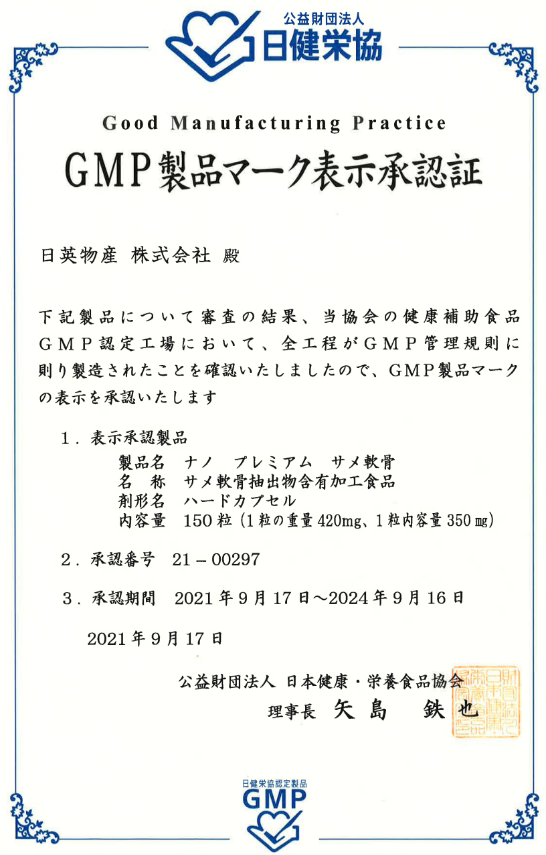 公益財団法人
日健栄協
Good Manufacturing Practice
GMP製品マーク表示承認証
日英物産 株式会社 殿
下記製品について審査の結果、当協会の健康補助食品
GMP認定工場において、全工程がGMP管理規則に
則り製造されたことを確認いたしましたので、GMP製品マーク
の表示を承認いたします
1. 表示承認製品
製品名 ナノ プレミアム サメ軟骨
名 称 サメ軟骨抽出物含有加工食品
剤形名 ハードカプセル
内容量 150粒（1粒の重量420mg、1粒内容量350㎎）
2. 承認番号 21－00297
3. 承認期間 2021年9月17日～2024年9月16日
2021年9月17日
公益財団法人 日本健康・栄養食品協会
理事長 矢島 鉄也
日健栄協認定製品
GMP